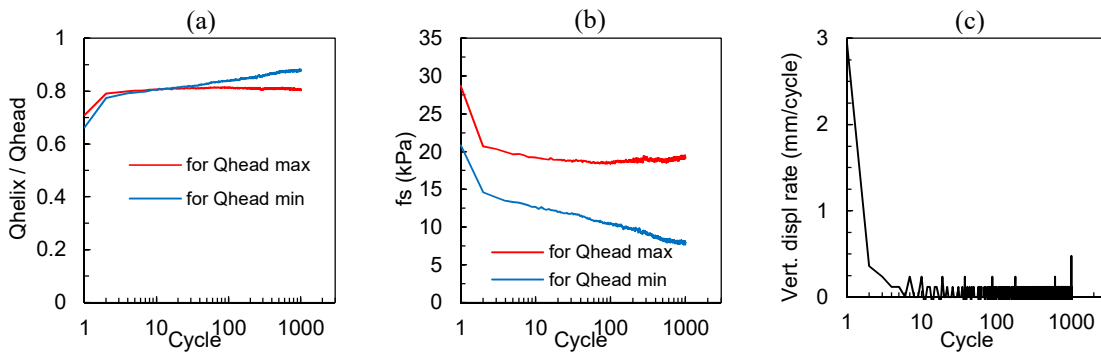 (a)
Qhelix / Qhead
1
0.8
0.6
0.4
0.2
0
for Qhead max
for Qhead min
1
10
100
1000
Cycle
(b)
fs (kPa)
35
30
25
20
15
10
5
0
for Qhead max
for Qhead min
1
10
100
1000
Cycle
(c)
Vert. displ rate (mm/cycle)
3
2
1
0
1
10
100
1000
Cycle